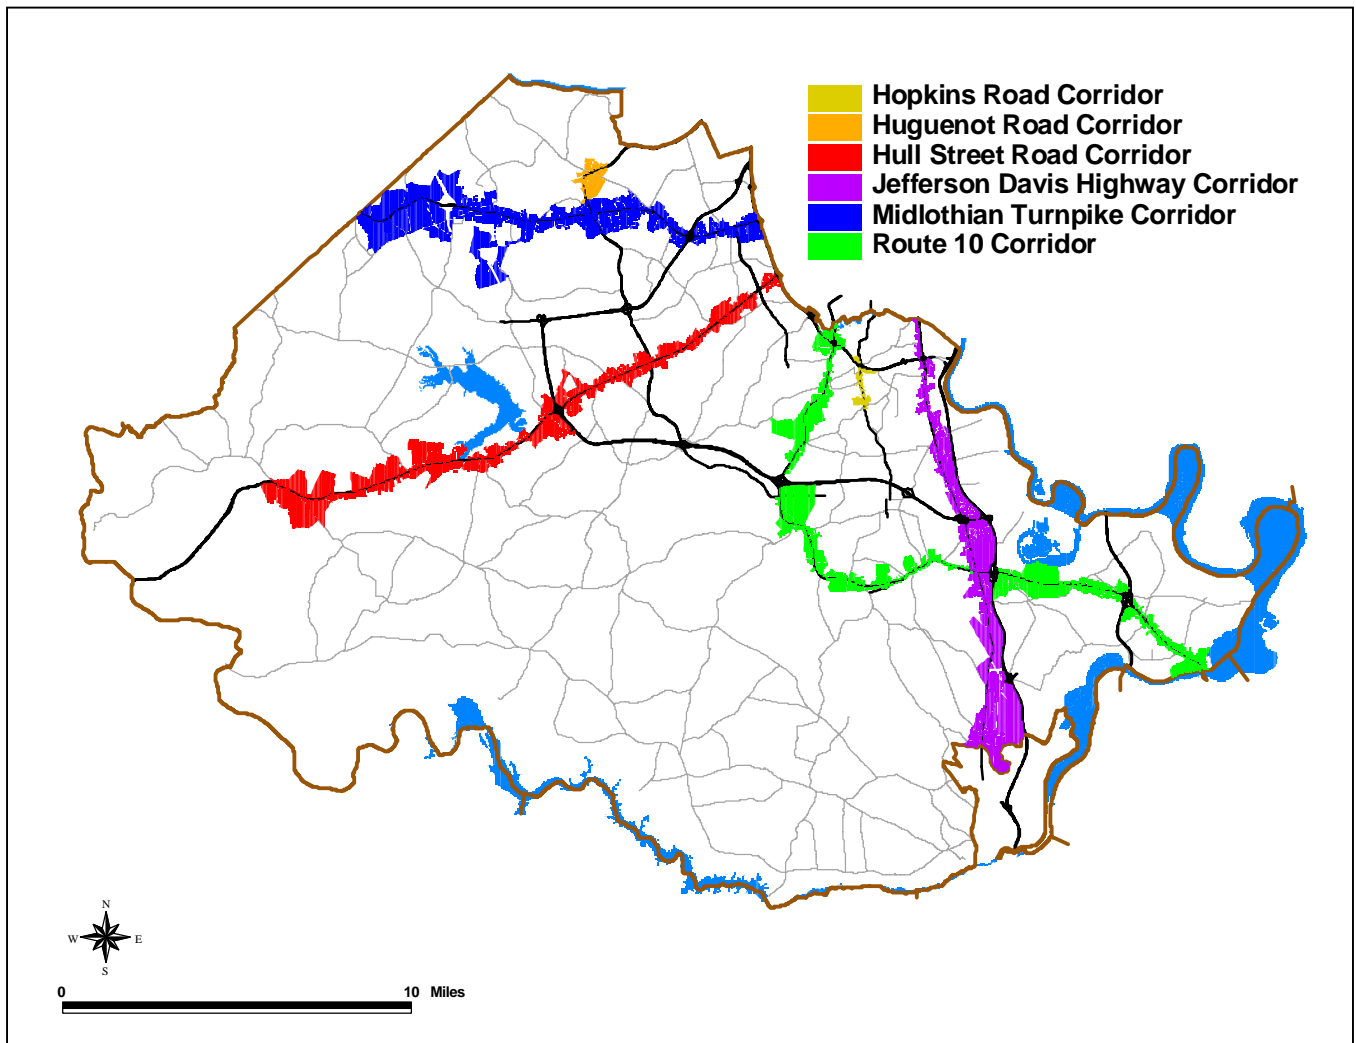 Hopkins Road Corridor
Huguenot Road Corridor
Hull Street Road Corridor
Jefferson Davis Highway Corridor
Midlothian Turnpike Corridor
Route 10 Corridor
N
W E
S
0 10 Miles